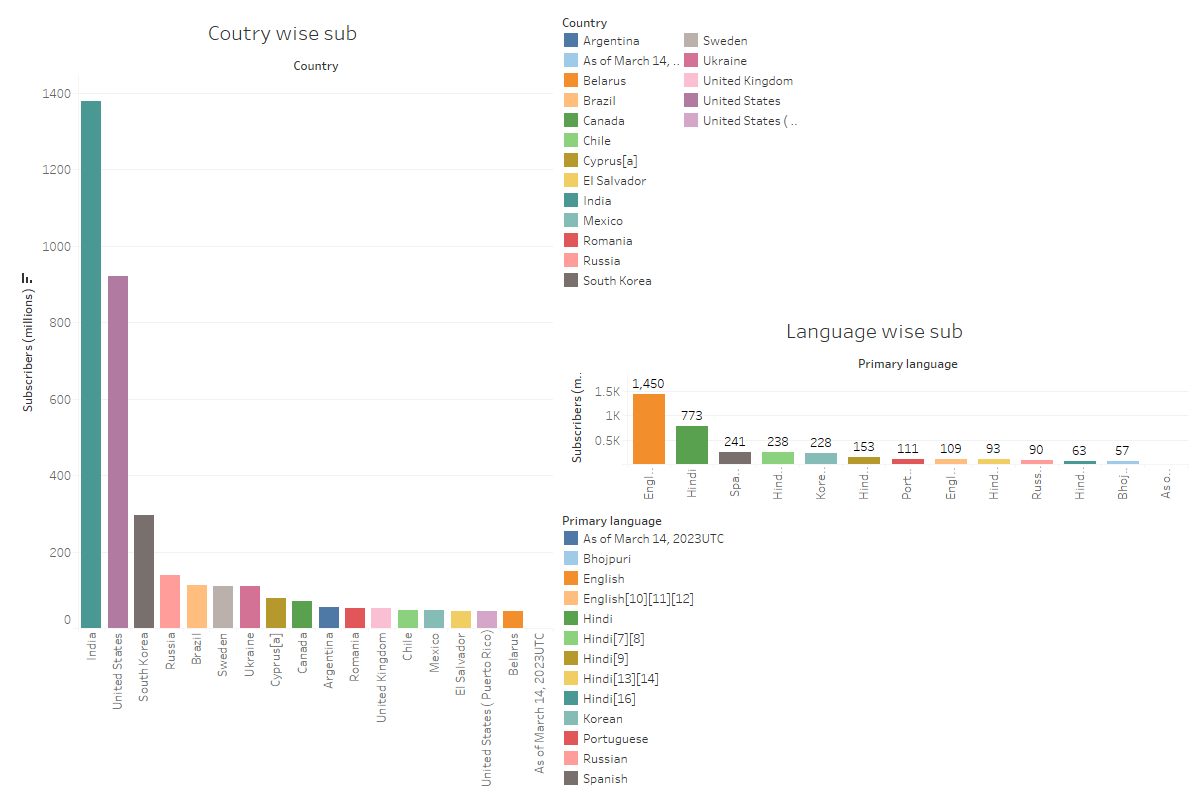 Coutry wise sub
Country
Subscribers (millions)
1400
1200
1000
800
600
400
200
0
India
United States
South Korea
Russia
Brazil
Sweden
Ukraine
Cyprus[a]
Canada
Argentina
Romania
United Kingdom
Chile
Mexico
El Salvador
United States ( Puerto Rico)
Belarus
As of March 14, 2023UTC
Country
Argentina
As of March 14, ..
Belarus
Brazil
Canada
Chile
Cyprus[a]
El Salvador
India
Mexico
Romania
Russia
South Korea
Sweden
Ukraine
United Kingdom
United States
United States ( ..
Language wise sub
Primary language
Subscribers (m..
1.5K
1K
0.5K
1,450
773
241
238
228
153
111
109
93
90
63
57
Engl..
Hindi
Spa..
Hind..
Kore..
Hind..
Port..
Engl..
Hind..
Russ..
Hind..
Bhoj..
As o..
Primary language
As of March 14, 2023UTC
Bhojpuri
English
English[10][11][12]
Hindi
Hindi[7][8]
Hindi[9]
Hindi[13][14]
Hindi[16]
Korean
Portuguese
Russian
Spanish